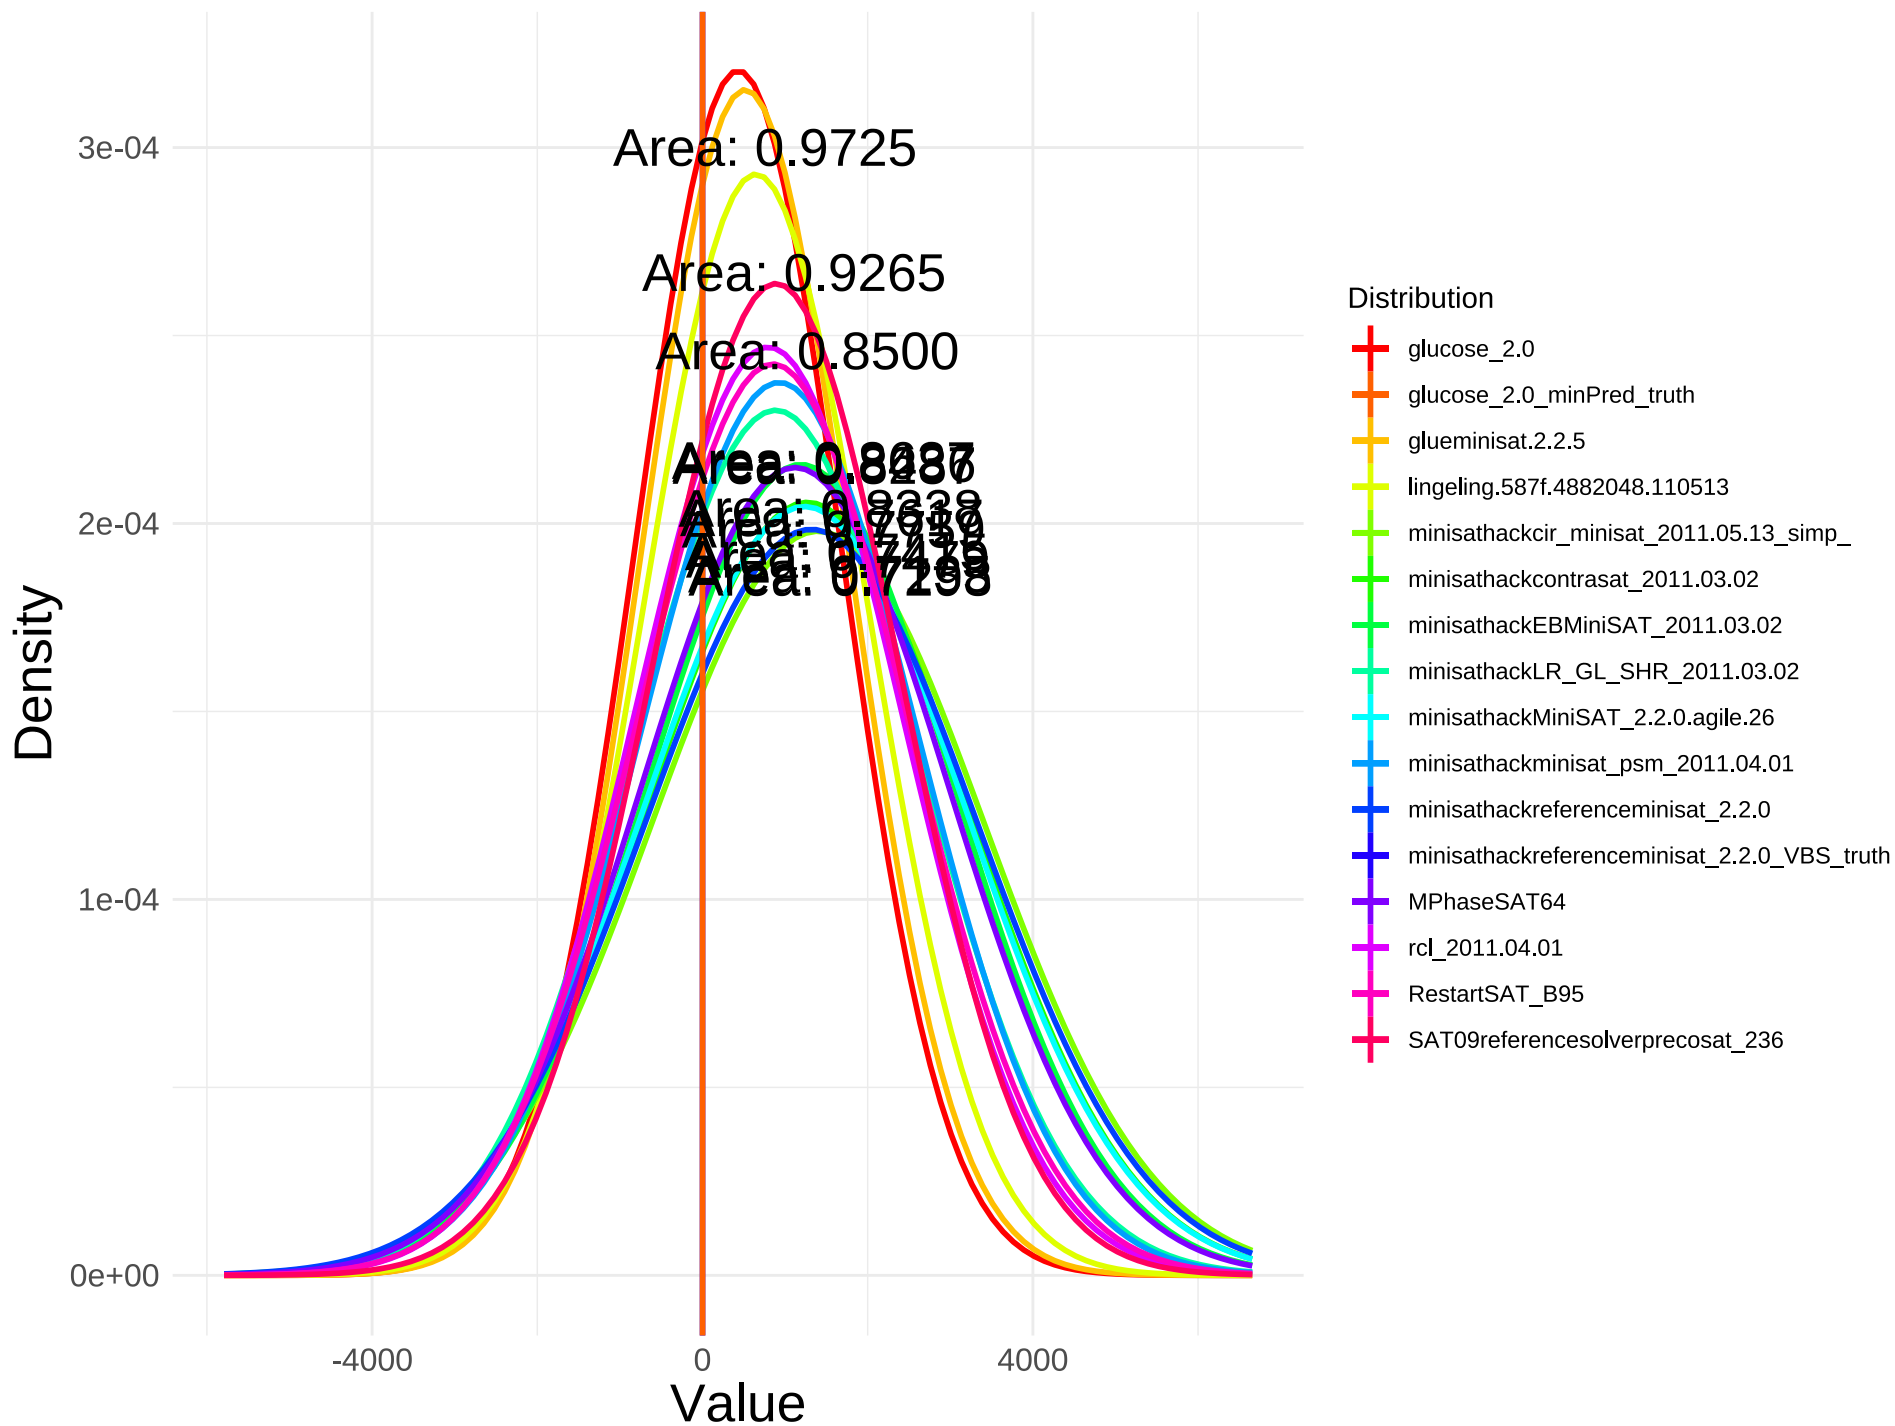 3e-04
2e-04
1e-04
0e+00
Density
-4000
0
4000
Value
Area: 0.9725
Area: 0.9265
Area: 0.8500
Distribution
glucose_2.0
glucose_2.0_minPred_truth
glueminisat.2.2.5
lingeling.587f.4882048.110513
minisathackcir_minisat_2011.05.13_simp_
minisathackcontrasat_2011.03.02
minisathackEBMiniSAT_2011.03.02
minisathackLR_GL_SHR_2011.03.02
minisathackMiniSAT_2.2.0.agile.26
minisathackminisat_psm_2011.04.01
minisathackreferenceminisat_2.2.0
minisathackreferenceminisat_2.2.0_VBS_truth
MPhaseSAT64
rcl_2011.04.01
RestartSAT_B95
SAT09referencesolverprecosat_236